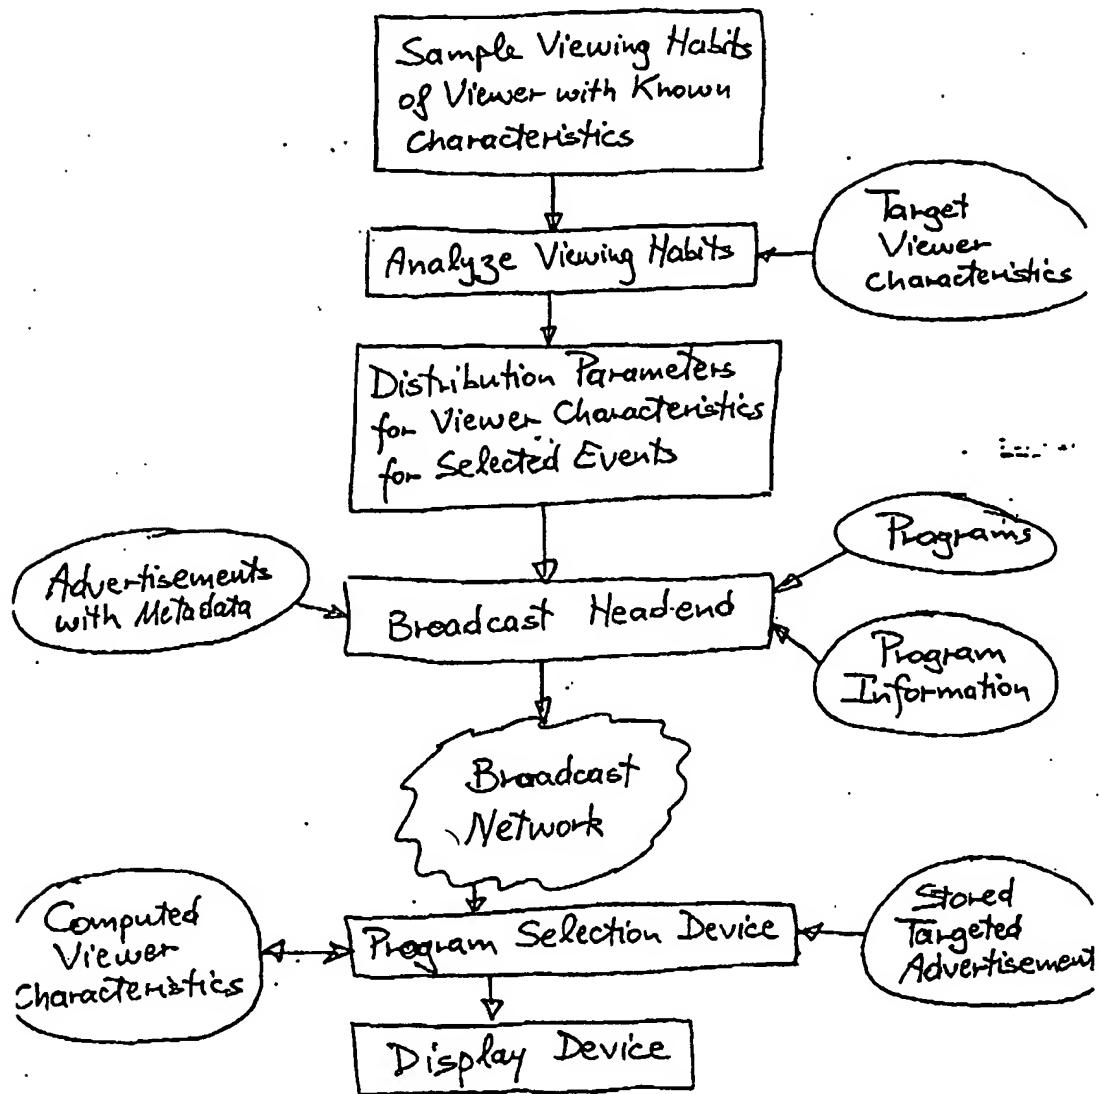 Sample Viewing Habits
of Viewer with Known
Characteristics
Target
Viewer
Characteristics
Analyze Viewing Habits
Distribution Parameters
for Viewer Characteristics
for Selected Events
Programs
Advertisements
with Metadata
Broadcast Head-end
Program
Information
Broadcast
Network
Computed
Viewer
Characteristics
Program Selection Device
Stored
Targeted
Advertisement
Display Device